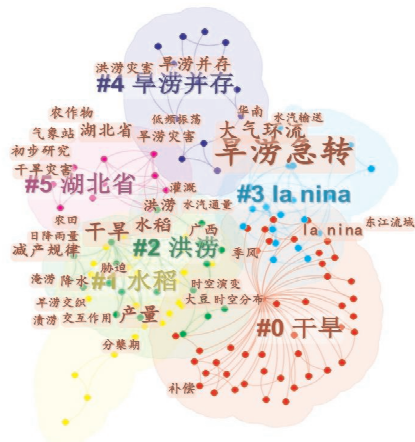 洪涝灾害 旱涝并存
#4 旱涝并存
农作物 低频振荡 华南 水汽输送
气象站 湖北省 旱涝灾害 大气环流
初步研究 旱涝急转
干旱灾害
#5 湖北省 灌溉 #3 la nina
洪涝 水汽通量
农田 干旱 水稻 广西 la nina 东江流域
日降雨量
减产规律 #2 洪涝 季风
胁迫
淹涝 降水 #1 水稻 时空演变
旱涝交织 大豆 时空分布
渍涝 交互作用 产量 #0 干旱
分蘖期
补偿